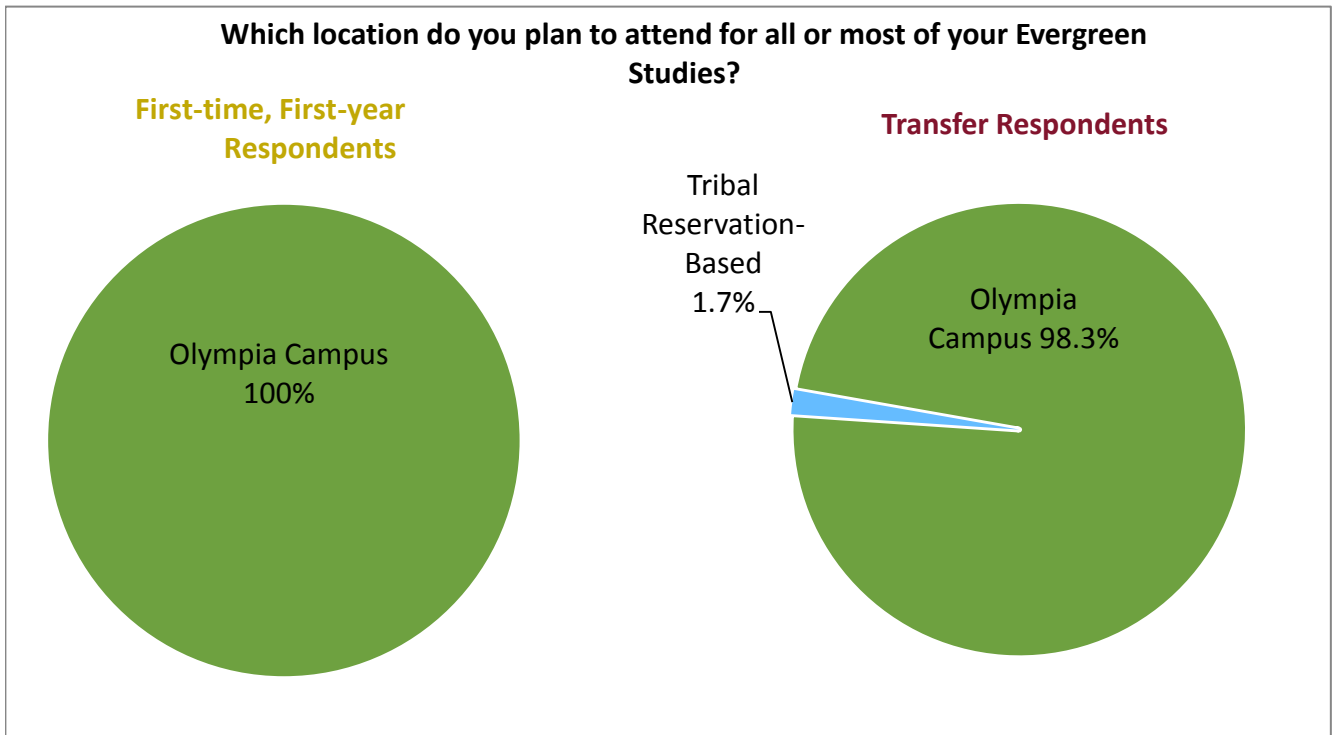 Which location do you plan to attend for all or most of your Evergreen
Studies?
First-time, First-year
Respondents
Olympia Campus
100%
Transfer Respondents
Tribal
Reservation-
Based
1.7%
Olympia
Campus 98.3%